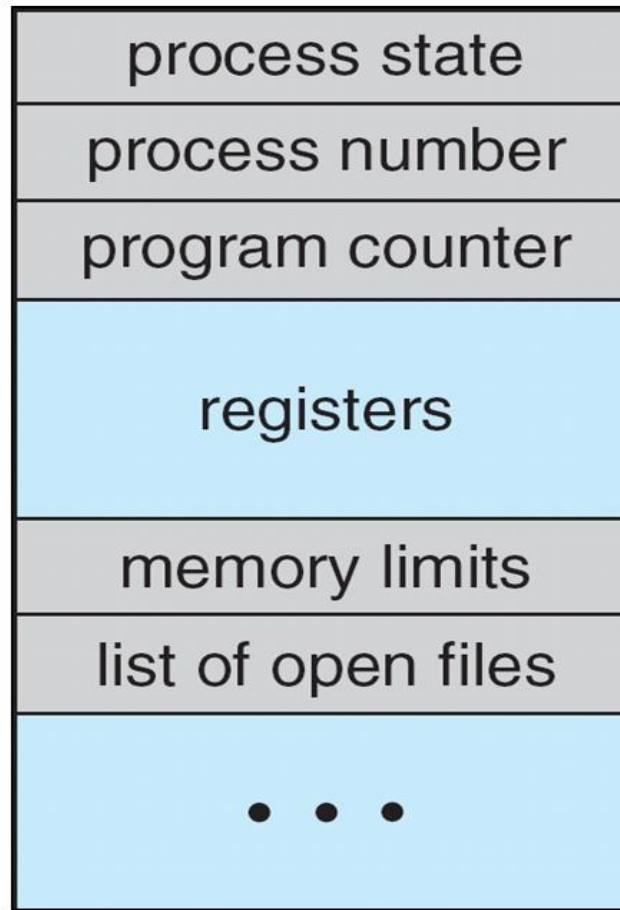 process state
process number
program counter
registers
memory limits
list of open files
• • •